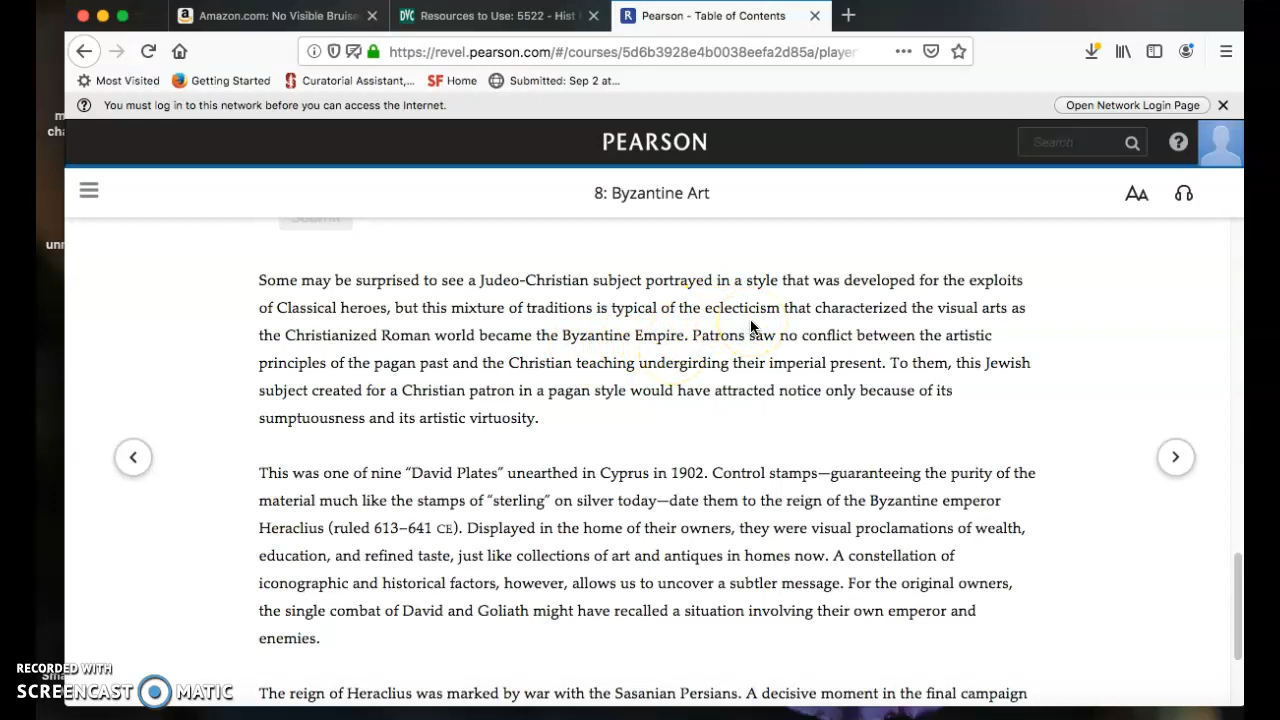 Amazon.com: No Visible Bruise
DVC Resources to Use: 5522 - Hist
R Pearson - Table of Contents
https://revel.pearson.com/#/courses/5d6b3928e4b0038eefa2d85a/player
Most Visited Getting Started Curatorial Assistant,... SF Home Submitted: Sep 2 at...
You must log in to this network before you can access the Internet. Open Network Login Page
PEARSON Search
8: Byzantine Art AA
Submit
Some may be surprised to see a Judeo-Christian subject portrayed in a style that was developed for the exploits
of Classical heroes, but this mixture of traditions is typical of the eclecticism that characterized the visual arts as
the Christianized Roman world became the Byzantine Empire. Patrons saw no conflict between the artistic
principles of the pagan past and the Christian teaching undergirding their imperial present. To them, this Jewish
subject created for a Christian patron in a pagan style would have attracted notice only because of its
sumptuousness and its artistic virtuosity.
This was one of nine “David Plates” unearthed in Cyprus in 1902. Control stamps—guaranteeing the purity of the
material much like the stamps of “sterling” on silver today—date them to the reign of the Byzantine emperor
Heraclius (ruled 613–641 CE). Displayed in the home of their owners, they were visual proclamations of wealth,
education, and refined taste, just like collections of art and antiques in homes now. A constellation of
iconographic and historical factors, however, allows us to uncover a subtler message. For the original owners,
the single combat of David and Goliath might have recalled a situation involving their own emperor and
enemies.
The reign of Heraclius was marked by war with the Sasanian Persians. A decisive moment in the final campaign
RECORDED WITH
SCREENCAST MATIC